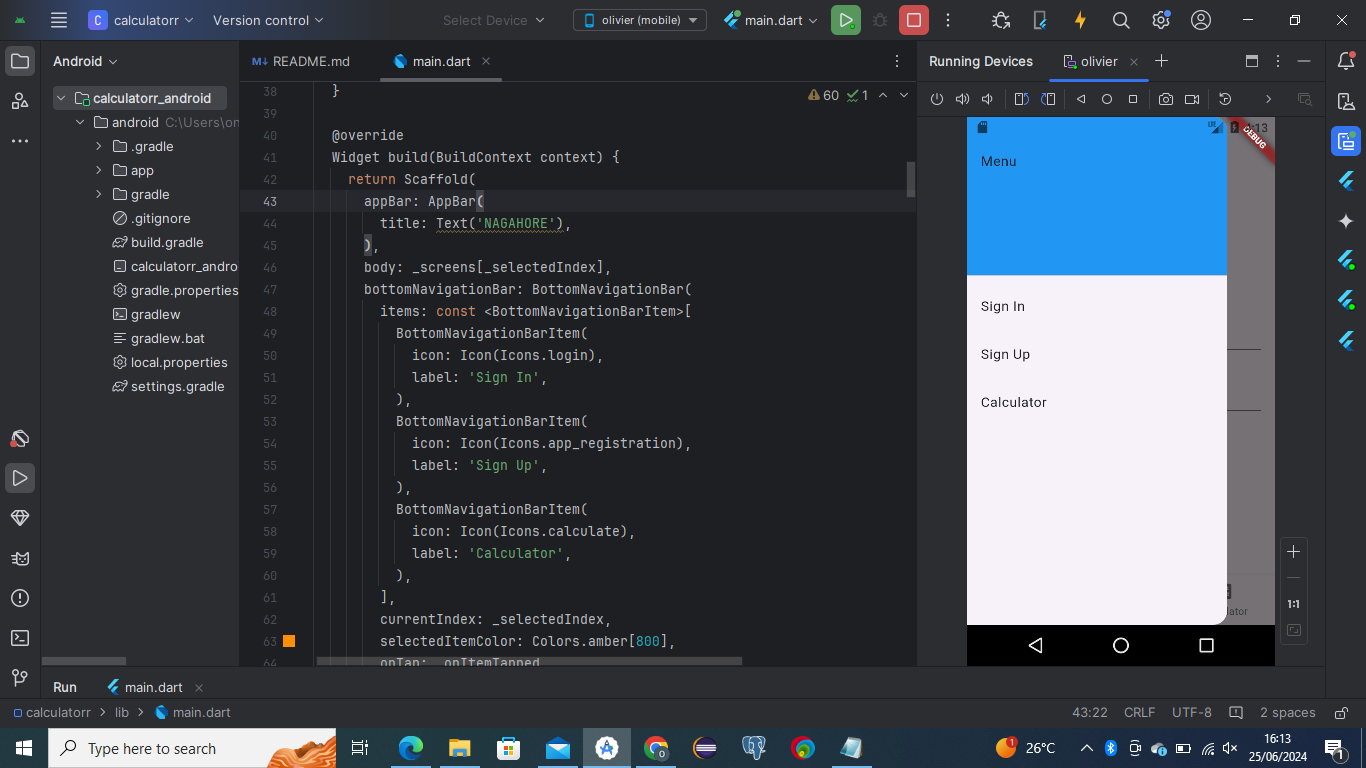 C calculatorr Version control Select Device olivier (mobile) main.dart
Android
calculatorr_android
android C:\Users\on
.gradle
app
gradle
.gitignore
build.gradle
calculatorr_andro
gradle.properties
gradlew
gradlew.bat
local.properties
settings.gradle
M↓ README.md main.dart
60 1
38 }
39
40 @override
41 Widget build(BuildContext context) {
42 return Scaffold(
43 appBar: AppBar(
44 title: Text('NAGAHORE'),
45 ),
46 body: _screens[_selectedIndex],
47 bottomNavigationBar: BottomNavigationBar(
48 items: const <BottomNavigationBarItem>[
49 BottomNavigationBarItem(
50 icon: Icon(Icons.login),
51 label: 'Sign In',
52 ),
53 BottomNavigationBarItem(
54 icon: Icon(Icons.app_registration),
55 label: 'Sign Up',
56 ),
57 BottomNavigationBarItem(
58 icon: Icon(Icons.calculate),
59 label: 'Calculator',
60 ),
61 ],
62 currentIndex: _selectedIndex,
63 selectedItemColor: Colors.amber[800],
64 onTap: _onItemTapped
Running Devices olivier
DEBUG
Menu
Sign In
Sign Up
Calculator
lator
1:1
Run main.dart
calculatorr > lib > main.dart 43:22 CRLF UTF-8 2 spaces
Type here to search 1 26°C 16:13
25/06/2024 1